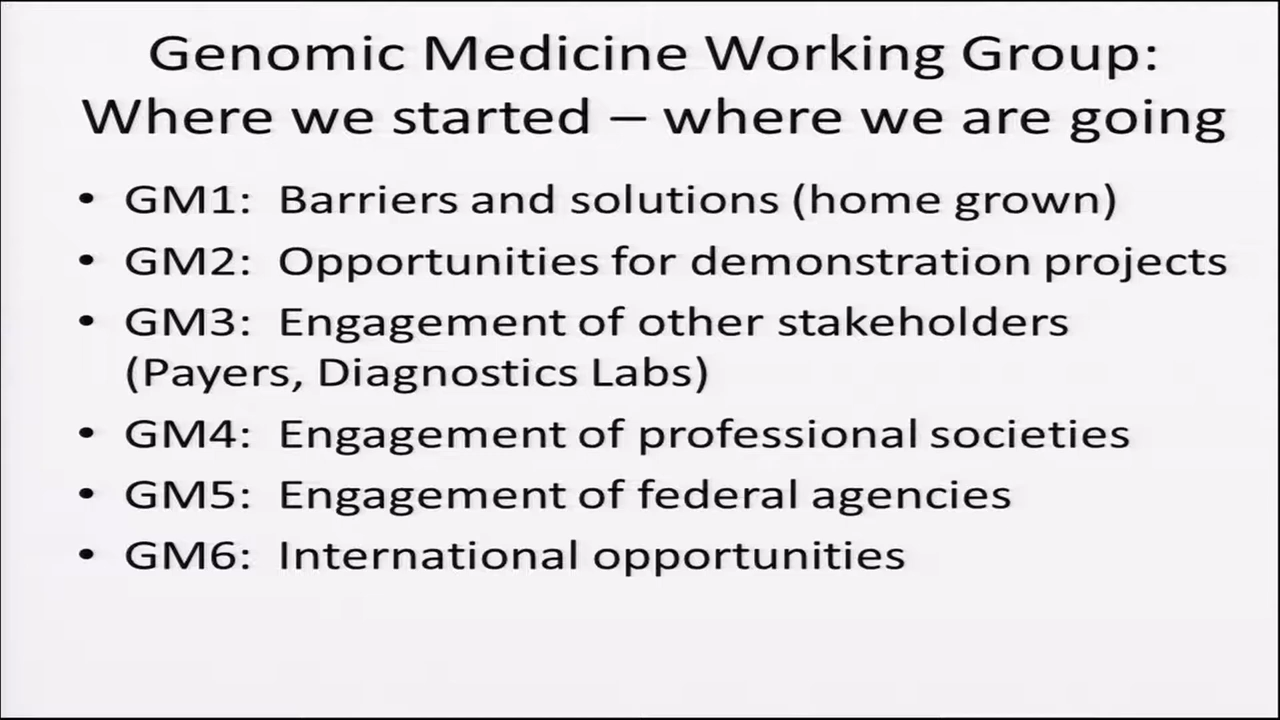 Genomic Medicine Working Group:
Where we started – where we are going
• GM1: Barriers and solutions (home grown)
• GM2: Opportunities for demonstration projects
• GM3: Engagement of other stakeholders
(Payers, Diagnostics Labs)
• GM4: Engagement of professional societies
• GM5: Engagement of federal agencies
• GM6: International opportunities